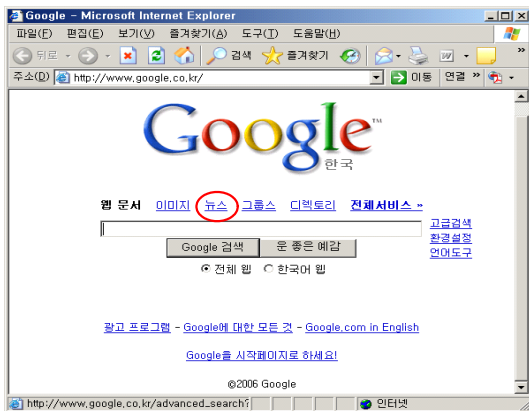 Google - Microsoft Internet Explorer
파일(F) 편집(E) 보기(V) 즐겨찾기(A) 도구(T) 도움말(H)
뒤로 검색 즐겨찾기 »
주소(D) http://www.google.co.kr/ 이동 연결 »
Google™
한국
웹 문서 이미지 뉴스 그룹스 디렉토리 전체서비스 »
고급검색
Google 검색 운 좋은 예감 환경설정
언어도구
전체 웹 한국어 웹
광고 프로그램 - Google에 대한 모든 것 - Google.com in English
Google을 시작페이지로 하세요!
©2006 Google
http://www.google.co.kr/advanced_search? 인터넷